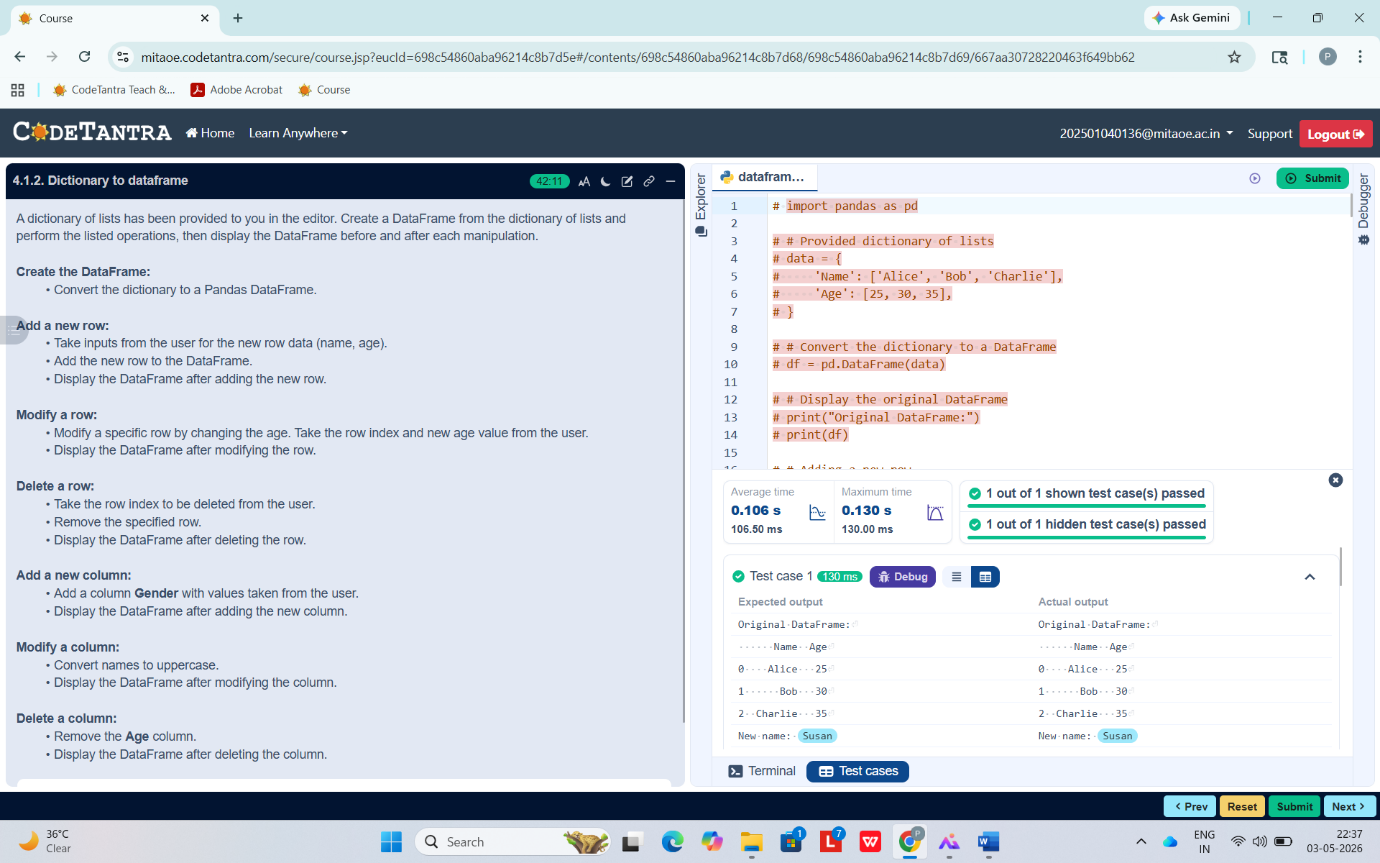 Course
Ask Gemini
mitaoe.codetantra.com/secure/course.jsp?eucId=698c54860aba96214c8b7d5e#/contents/698c54860aba96214c8b7d68/698c54860aba96214c8b7d69/667aa30728220463f649bb62
P
CodeTantra Teach &...
Adobe Acrobat
Course
CODETANTRA
Home
Learn Anywhere
202501040136@mitaoe.ac.in
Support
Logout
4.1.2. Dictionary to dataframe
42:11
A dictionary of lists has been provided to you in the editor. Create a DataFrame from the dictionary of lists and
perform the listed operations, then display the DataFrame before and after each manipulation.
Create the DataFrame:
• Convert the dictionary to a Pandas DataFrame.
Add a new row:
• Take inputs from the user for the new row data (name, age).
• Add the new row to the DataFrame.
• Display the DataFrame after adding the new row.
Modify a row:
• Modify a specific row by changing the age. Take the row index and new age value from the user.
• Display the DataFrame after modifying the row.
Delete a row:
• Take the row index to be deleted from the user.
• Remove the specified row.
• Display the DataFrame after deleting the row.
Add a new column:
• Add a column Gender with values taken from the user.
• Display the DataFrame after adding the new column.
Modify a column:
• Convert names to uppercase.
• Display the DataFrame after modifying the column.
Delete a column:
• Remove the Age column.
• Display the DataFrame after deleting the column.
Explorer
datafram...
Submit
Debugger
1 # import pandas as pd
2
3 # # Provided dictionary of lists
4 # data = {
5 #     'Name': ['Alice', 'Bob', 'Charlie'],
6 #     'Age': [25, 30, 35],
7 # }
8
9 # # Convert the dictionary to a DataFrame
10 # df = pd.DataFrame(data)
11
12 # # Display the original DataFrame
13 # print("Original DataFrame:")
14 # print(df)
15
16 # # Adding a new row
Average time
0.106 s
106.50 ms
Maximum time
0.130 s
130.00 ms
1 out of 1 shown test case(s) passed
1 out of 1 hidden test case(s) passed
Test case 1 130 ms Debug
Expected output
Actual output
Original DataFrame: Original DataFrame:
Name Age Name Age
0 Alice 25 0 Alice 25
1 Bob 30 1 Bob 30
2 Charlie 35 2 Charlie 35
New name: Susan New name: Susan
Terminal
Test cases
< Prev
Reset
Submit
Next >
36°C
Clear
Search
1
7
P
ENG
IN
22:37
03-05-2026